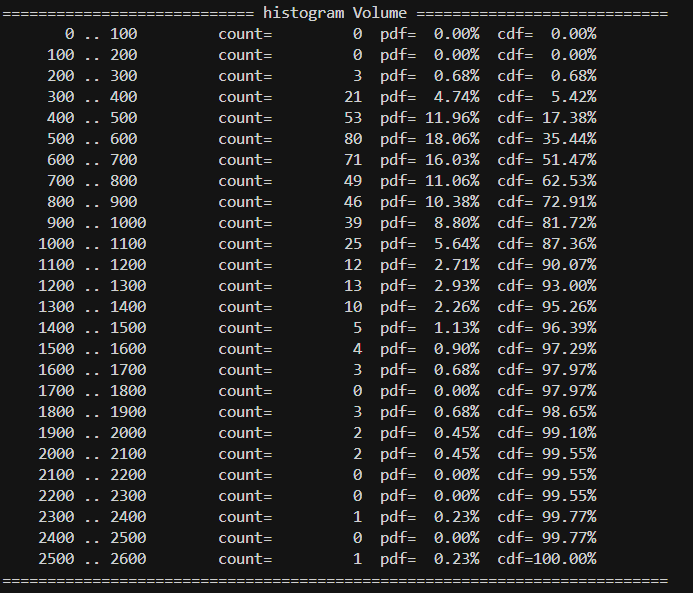 ============================ histogram Volume ============================
0 .. 100 count= 0 pdf= 0.00% cdf= 0.00%
100 .. 200 count= 0 pdf= 0.00% cdf= 0.00%
200 .. 300 count= 3 pdf= 0.68% cdf= 0.68%
300 .. 400 count= 21 pdf= 4.74% cdf= 5.42%
400 .. 500 count= 53 pdf= 11.96% cdf= 17.38%
500 .. 600 count= 80 pdf= 18.06% cdf= 35.44%
600 .. 700 count= 71 pdf= 16.03% cdf= 51.47%
700 .. 800 count= 49 pdf= 11.06% cdf= 62.53%
800 .. 900 count= 46 pdf= 10.38% cdf= 72.91%
900 .. 1000 count= 39 pdf= 8.80% cdf= 81.72%
1000 .. 1100 count= 25 pdf= 5.64% cdf= 87.36%
1100 .. 1200 count= 12 pdf= 2.71% cdf= 90.07%
1200 .. 1300 count= 13 pdf= 2.93% cdf= 93.00%
1300 .. 1400 count= 10 pdf= 2.26% cdf= 95.26%
1400 .. 1500 count= 5 pdf= 1.13% cdf= 96.39%
1500 .. 1600 count= 4 pdf= 0.90% cdf= 97.29%
1600 .. 1700 count= 3 pdf= 0.68% cdf= 97.97%
1700 .. 1800 count= 0 pdf= 0.00% cdf= 97.97%
1800 .. 1900 count= 3 pdf= 0.68% cdf= 98.65%
1900 .. 2000 count= 2 pdf= 0.45% cdf= 99.10%
2000 .. 2100 count= 2 pdf= 0.45% cdf= 99.55%
2100 .. 2200 count= 0 pdf= 0.00% cdf= 99.55%
2200 .. 2300 count= 0 pdf= 0.00% cdf= 99.55%
2300 .. 2400 count= 1 pdf= 0.23% cdf= 99.77%
2400 .. 2500 count= 0 pdf= 0.00% cdf= 99.77%
2500 .. 2600 count= 1 pdf= 0.23% cdf=100.00%
==========================================================================